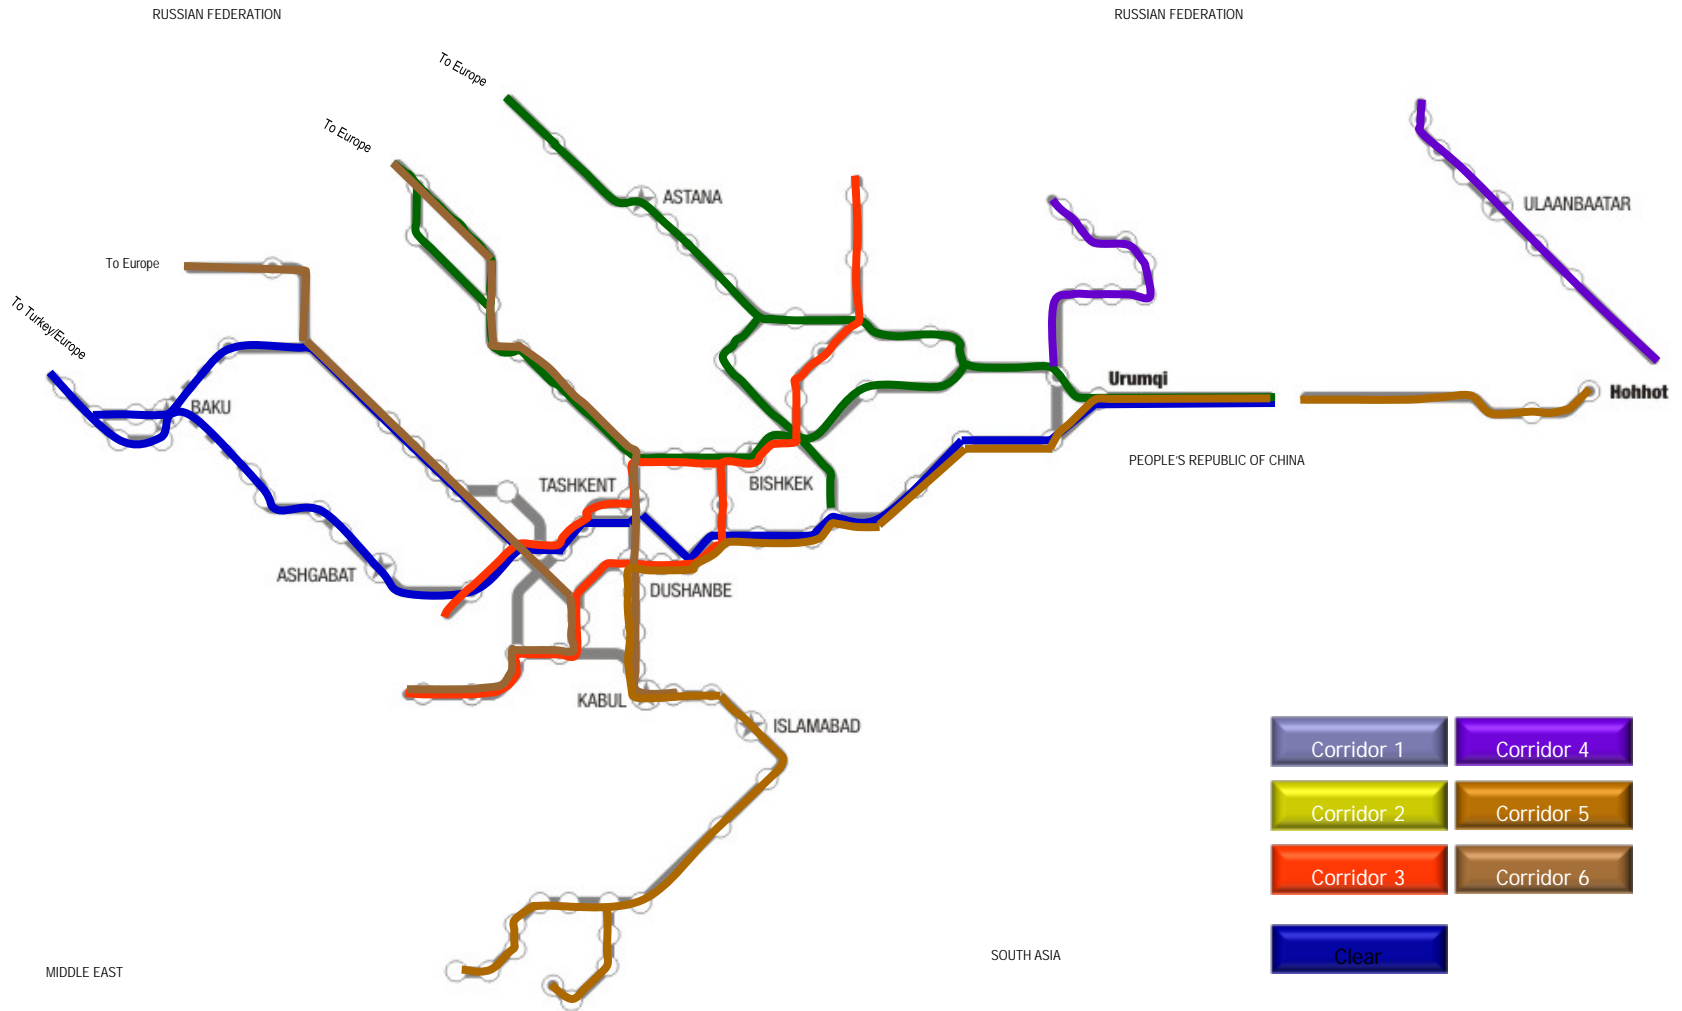 RUSSIAN FEDERATION
RUSSIAN FEDERATION
To Europe
To Europe
ASTANA
ULAANBAATAR
To Europe
To Turkey/Europe
Urumqi
Hohhot
BAKU
PEOPLE'S REPUBLIC OF CHINA
TASHKENT
BISHKEK
ASHGABAT
DUSHANBE
KABUL
ISLAMABAD
Corridor 1
Corridor 4
Corridor 2
Corridor 5
Corridor 3
Corridor 6
Clear
SOUTH ASIA
MIDDLE EAST